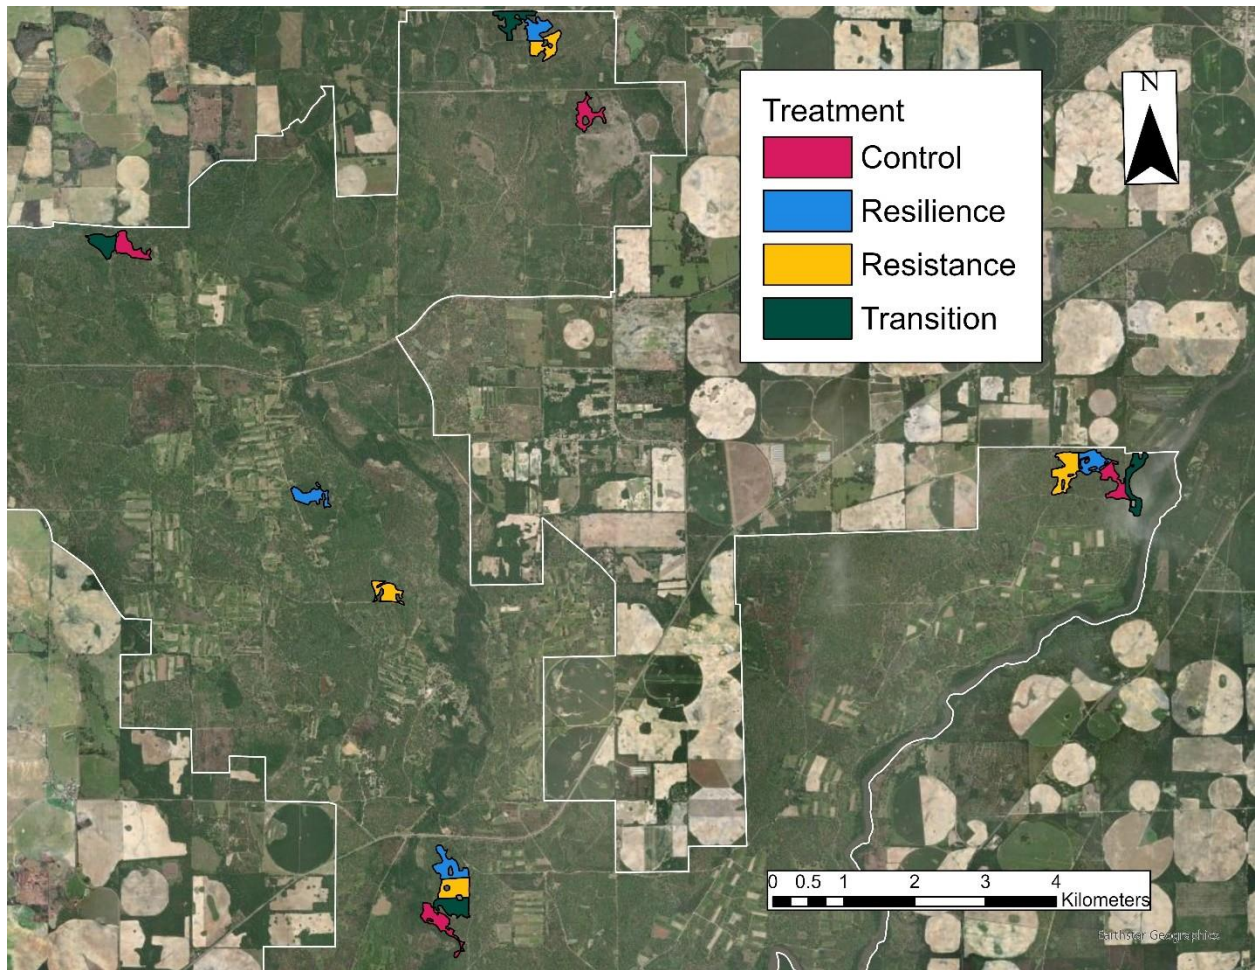 N
Treatment
Control
Resilience
Resistance
Transition
0 0.5 1 2 3 4
Kilometers
Earthstar Geographics